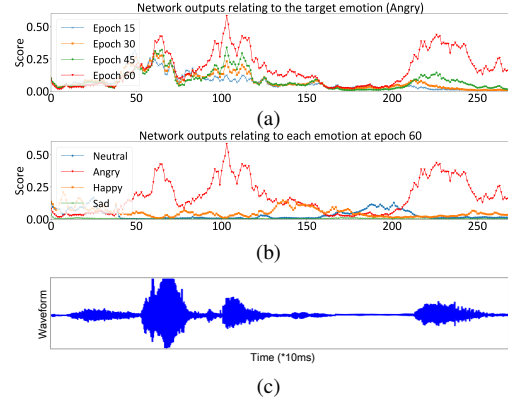 Network outputs relating to the target emotion (Angry)
Score
0.50
0.25
0.00
Epoch 15
Epoch 30
Epoch 45
Epoch 60
0 50 100 150 200 250
(a)
Network outputs relating to each emotion at epoch 60
Score
0.50
0.25
0.00
Neutral
Angry
Happy
Sad
0 50 100 150 200 250
(b)
Waveform
Time (*10ms)
(c)